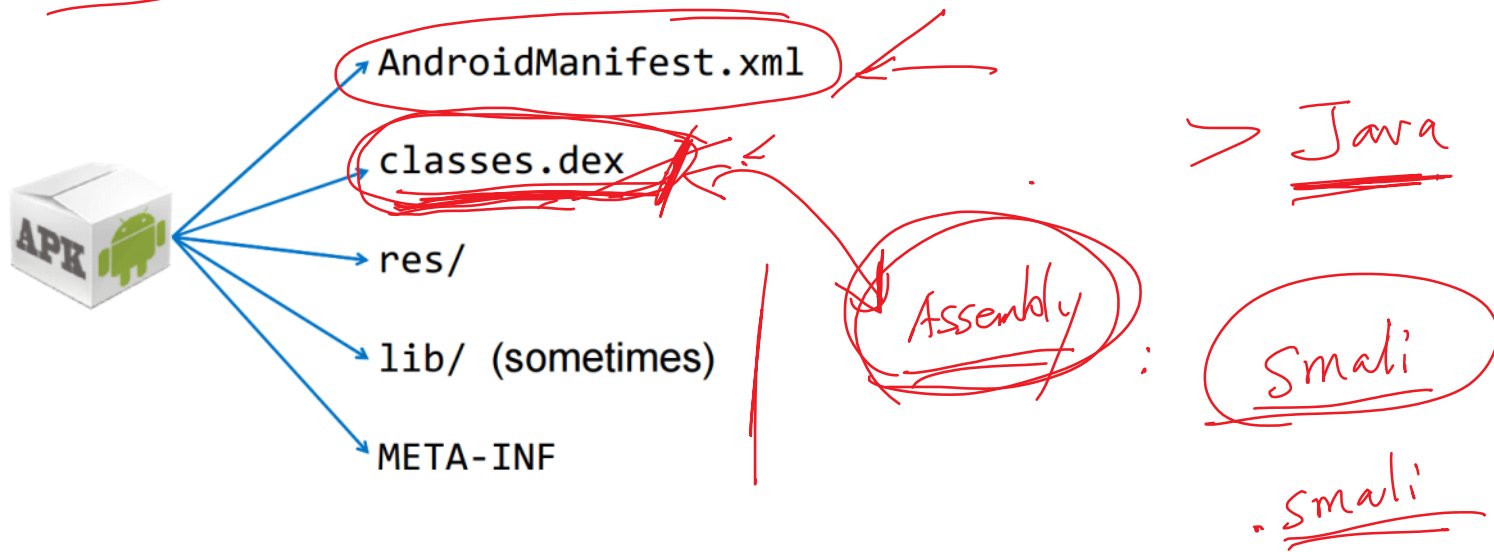 AndroidManifest.xml
classes.dex
> Java
APK
res/
Assembly
:
lib/ (sometimes)
Smali
META-INF
.smali